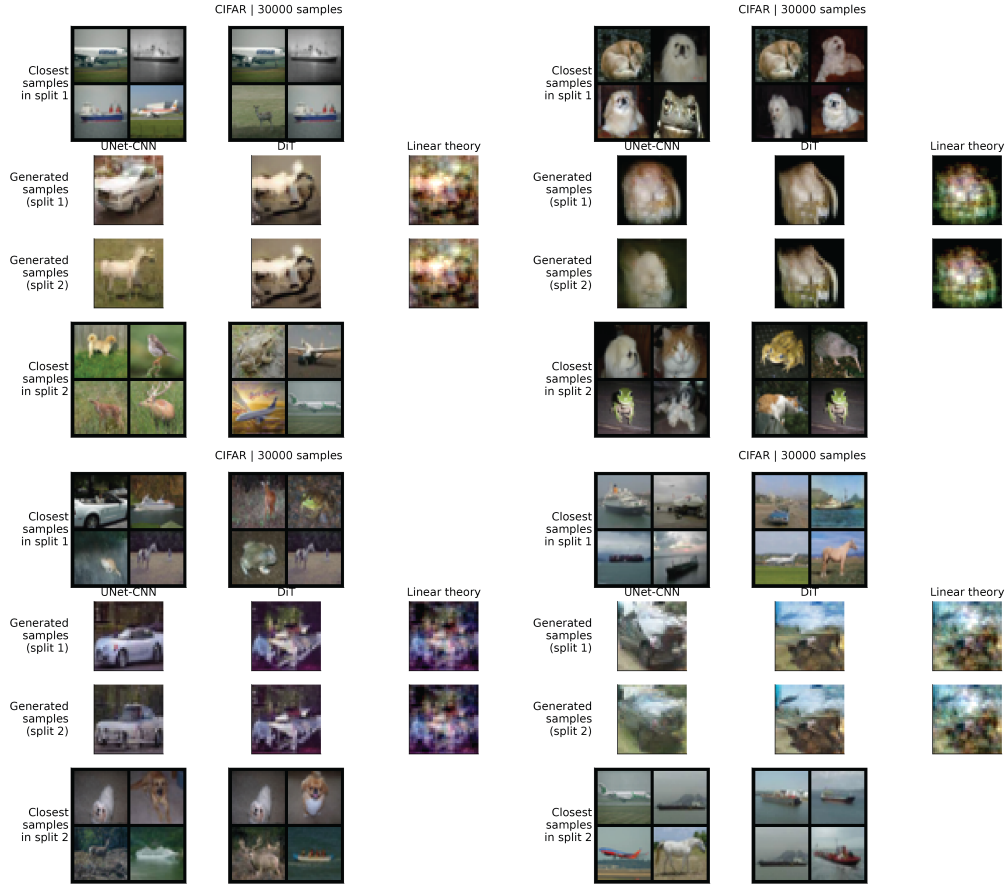 CIFAR | 30000 samples
Closest
samples
in split 1
UNet-CNN
DiT
Linear theory
Generated
samples
(split 1)
Generated
samples
(split 2)
Closest
samples
in split 2
CIFAR | 30000 samples
Closest
samples
in split 1
UNet-CNN
DiT
Linear theory
Generated
samples
(split 1)
Generated
samples
(split 2)
Closest
samples
in split 2
CIFAR | 30000 samples
Closest
samples
in split 1
UNet-CNN
DiT
Linear theory
Generated
samples
(split 1)
Generated
samples
(split 2)
Closest
samples
in split 2
CIFAR | 30000 samples
Closest
samples
in split 1
UNet-CNN
DiT
Linear theory
Generated
samples
(split 1)
Generated
samples
(split 2)
Closest
samples
in split 2